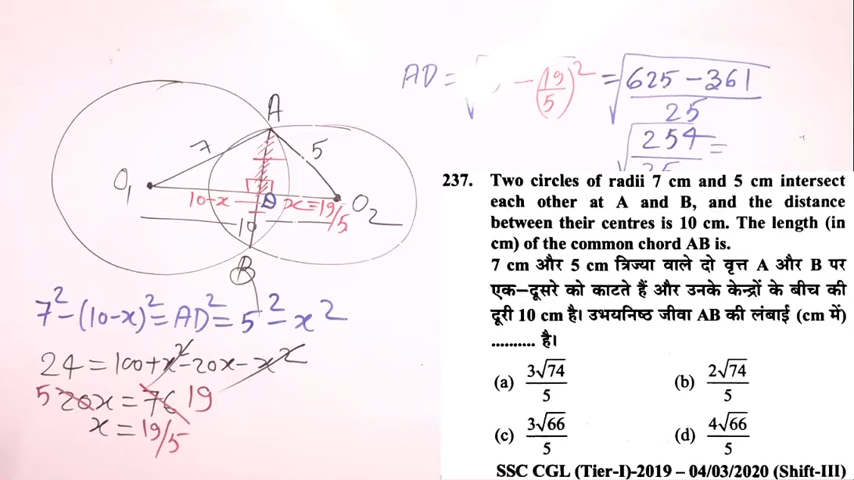 AD = √ - (19/5)² = √(625 - 361)/25
√254/25 =
A
7
5
O₁
10-x
D
x = 19/5
O₂
10
B
7² - (10-x)² = AD² = 5² - x²
24 = 100 + x² - 20x - x²
5 20x = 76 19
x = 19/5
237. Two circles of radii 7 cm and 5 cm intersect
each other at A and B, and the distance
between their centres is 10 cm. The length (in
cm) of the common chord AB is.
7 cm और 5 cm त्रिज्या वाले दो वृत्त A और B पर
एक–दूसरे को काटते हैं और उनके केन्द्रों के बीच की
दूरी 10 cm है। उभयनिष्ठ जीवा AB की लंबाई (cm में)
.......... है।
(a) 3√74/5 (b) 2√74/5
(c) 3√66/5 (d) 4√66/5
SSC CGL (Tier-I)-2019 – 04/03/2020 (Shift-III)